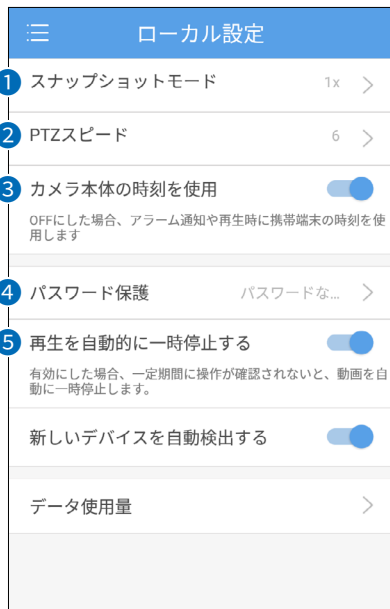 ローカル設定
1 スナップショットモード 1x
2 PTZスピード 6
3 カメラ本体の時刻を使用
OFFにした場合、アラーム通知や再生時に携帯端末の時刻を使
用します
4 パスワード保護 パスワードな...
5 再生を自動的に一時停止する
有効にした場合、一定期間に操作が確認されないと、動画を自
動に一時停止します。
新しいデバイスを自動検出する
データ使用量